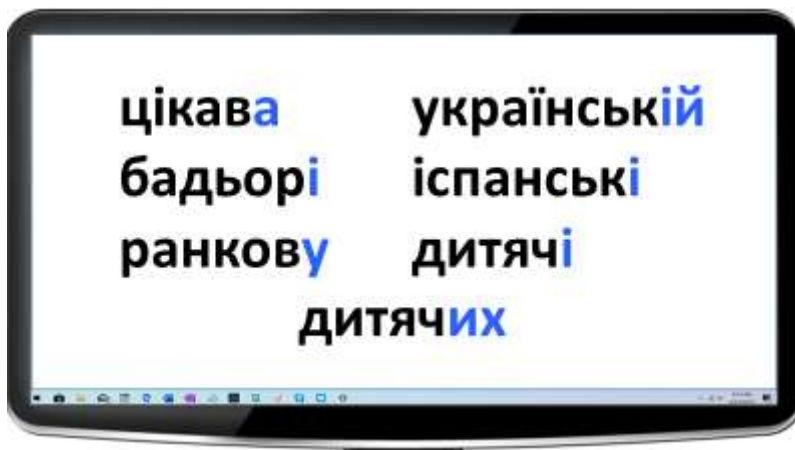 цікава українській
бадьорі іспанські
ранкову дитячі
дитячих